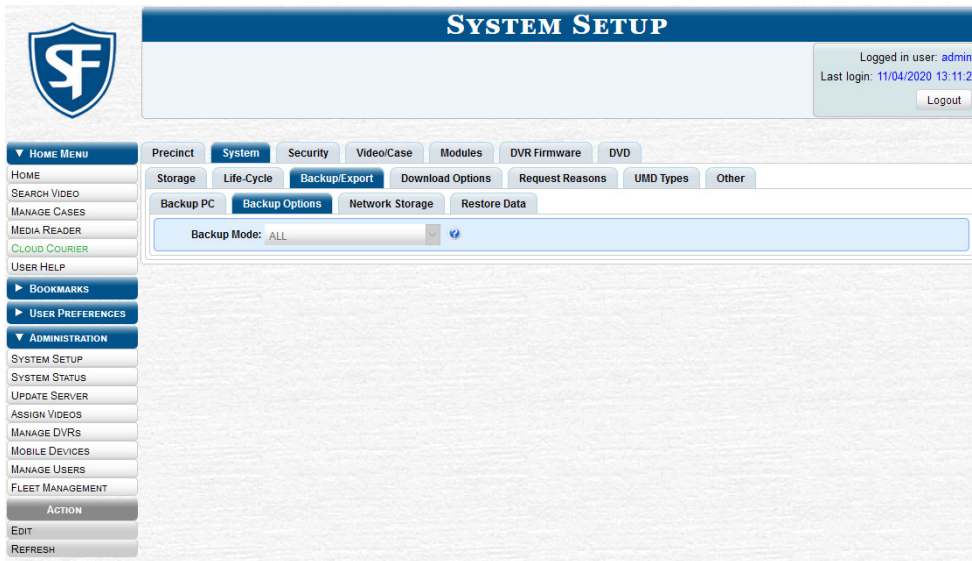 SYSTEM SETUP
SF
Logged in user: admin
Last login: 11/04/2020 13:11:2
Logout
▼ HOME MENU
HOME
SEARCH VIDEO
MANAGE CASES
MEDIA READER
CLOUD COURIER
USER HELP
► BOOKMARKS
► USER PREFERENCES
▼ ADMINISTRATION
SYSTEM SETUP
SYSTEM STATUS
UPDATE SERVER
ASSIGN VIDEOS
MANAGE DVRS
MOBILE DEVICES
MANAGE USERS
FLEET MANAGEMENT
ACTION
EDIT
REFRESH
Precinct System Security Video/Case Modules DVR Firmware DVD
Storage Life-Cycle Backup/Export Download Options Request Reasons UMD Types Other
Backup PC Backup Options Network Storage Restore Data
Backup Mode: ALL ?